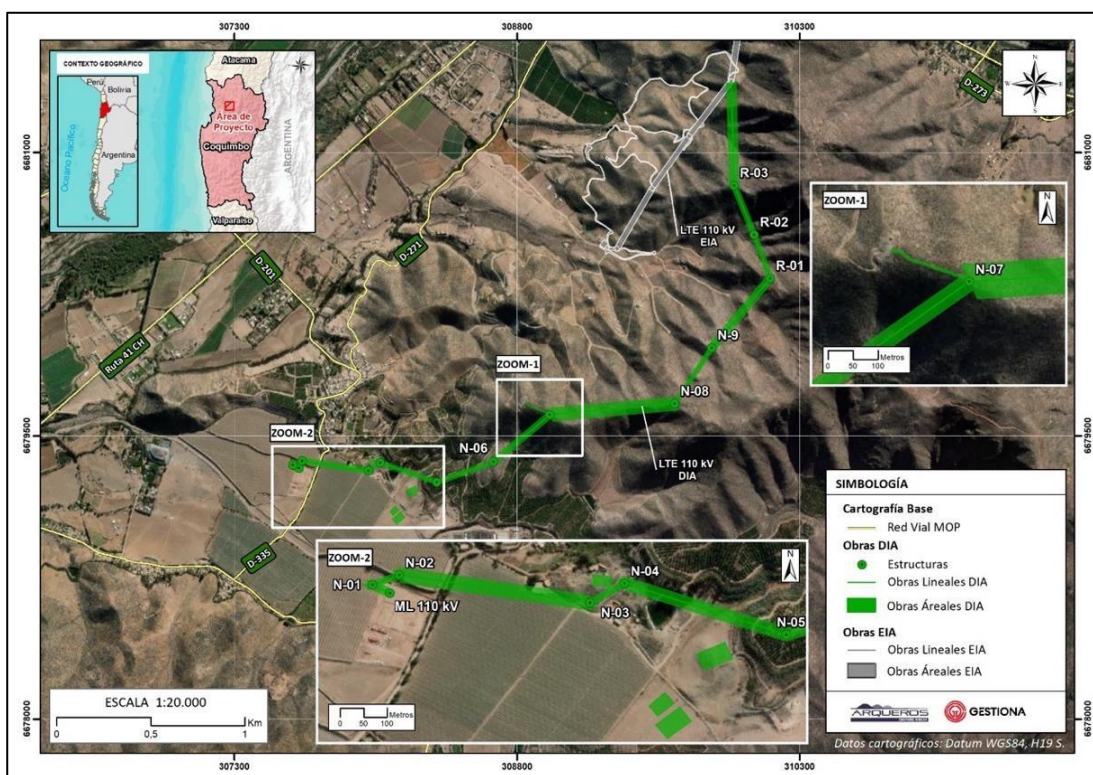 307300
308800
310300
CONTEXTO GEOGRÁFICO
Perú
Bolivia
Argentina
Océano Pacífico
Atacama
Área de
Proyecto
Coquimbo
ARGENTINA
Valparaíso
N
D-273
6681000
6681000
D-271
D-201
Ruta 41 CH
R-03
LTE 110 kV
EIA
R-02
R-01
N-9
ZOOM-1
N-08
LTE 110 kV
DIA
N-06
ZOOM-2
6679500
D-335
ZOOM-1
N
N-07
0 50 100
Metros
ZOOM-2
N
N-01
N-02
ML 110 kV
N-03
N-04
N-05
0 50 100
Metros
ESCALA 1:20.000
0 0,5 1
Km
SIMBOLOGÍA
Cartografía Base
Red Vial MOP
Obras DIA
Estructuras
Obras Lineales DIA
Obras Áreales DIA
Obras EIA
Obras Lineales EIA
Obras Áreales EIA
ARQUEROS
GESTIONA
Datos cartográficos: Datum WGS84, H19 S.
6678000
6678000
307300
308800
310300